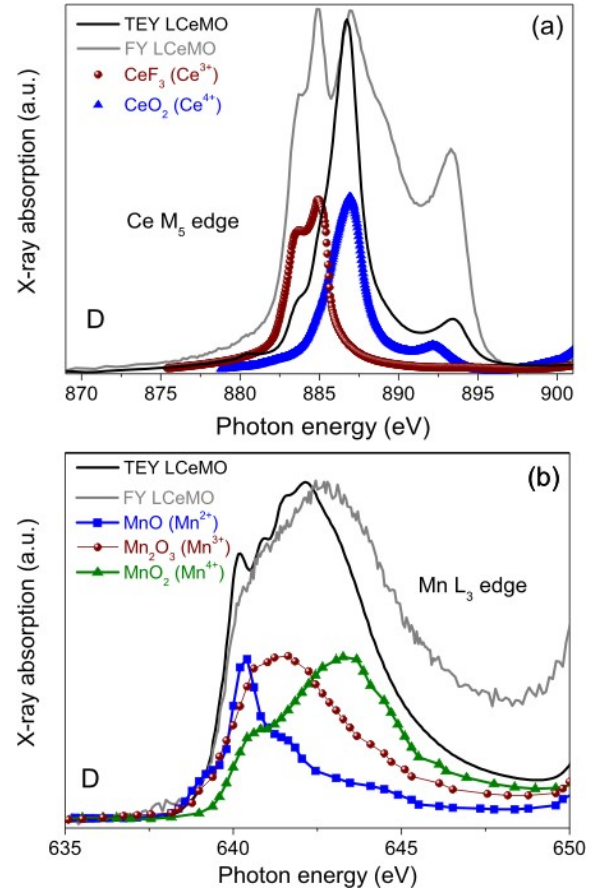 (a)
TEY LCeMO
FY LCeMO
CeF₃ (Ce³⁺)
CeO₂ (Ce⁴⁺)
X-ray absorption (a.u.)
Ce M₅ edge
D
870 875 880 885 890 895 900
Photon energy (eV)
(b)
TEY LCeMO
FY LCeMO
MnO (Mn²⁺)
Mn₂O₃ (Mn³⁺)
MnO₂ (Mn⁴⁺)
X-ray absorption (a.u.)
Mn L₃ edge
D
635 640 645 650
Photon energy (eV)